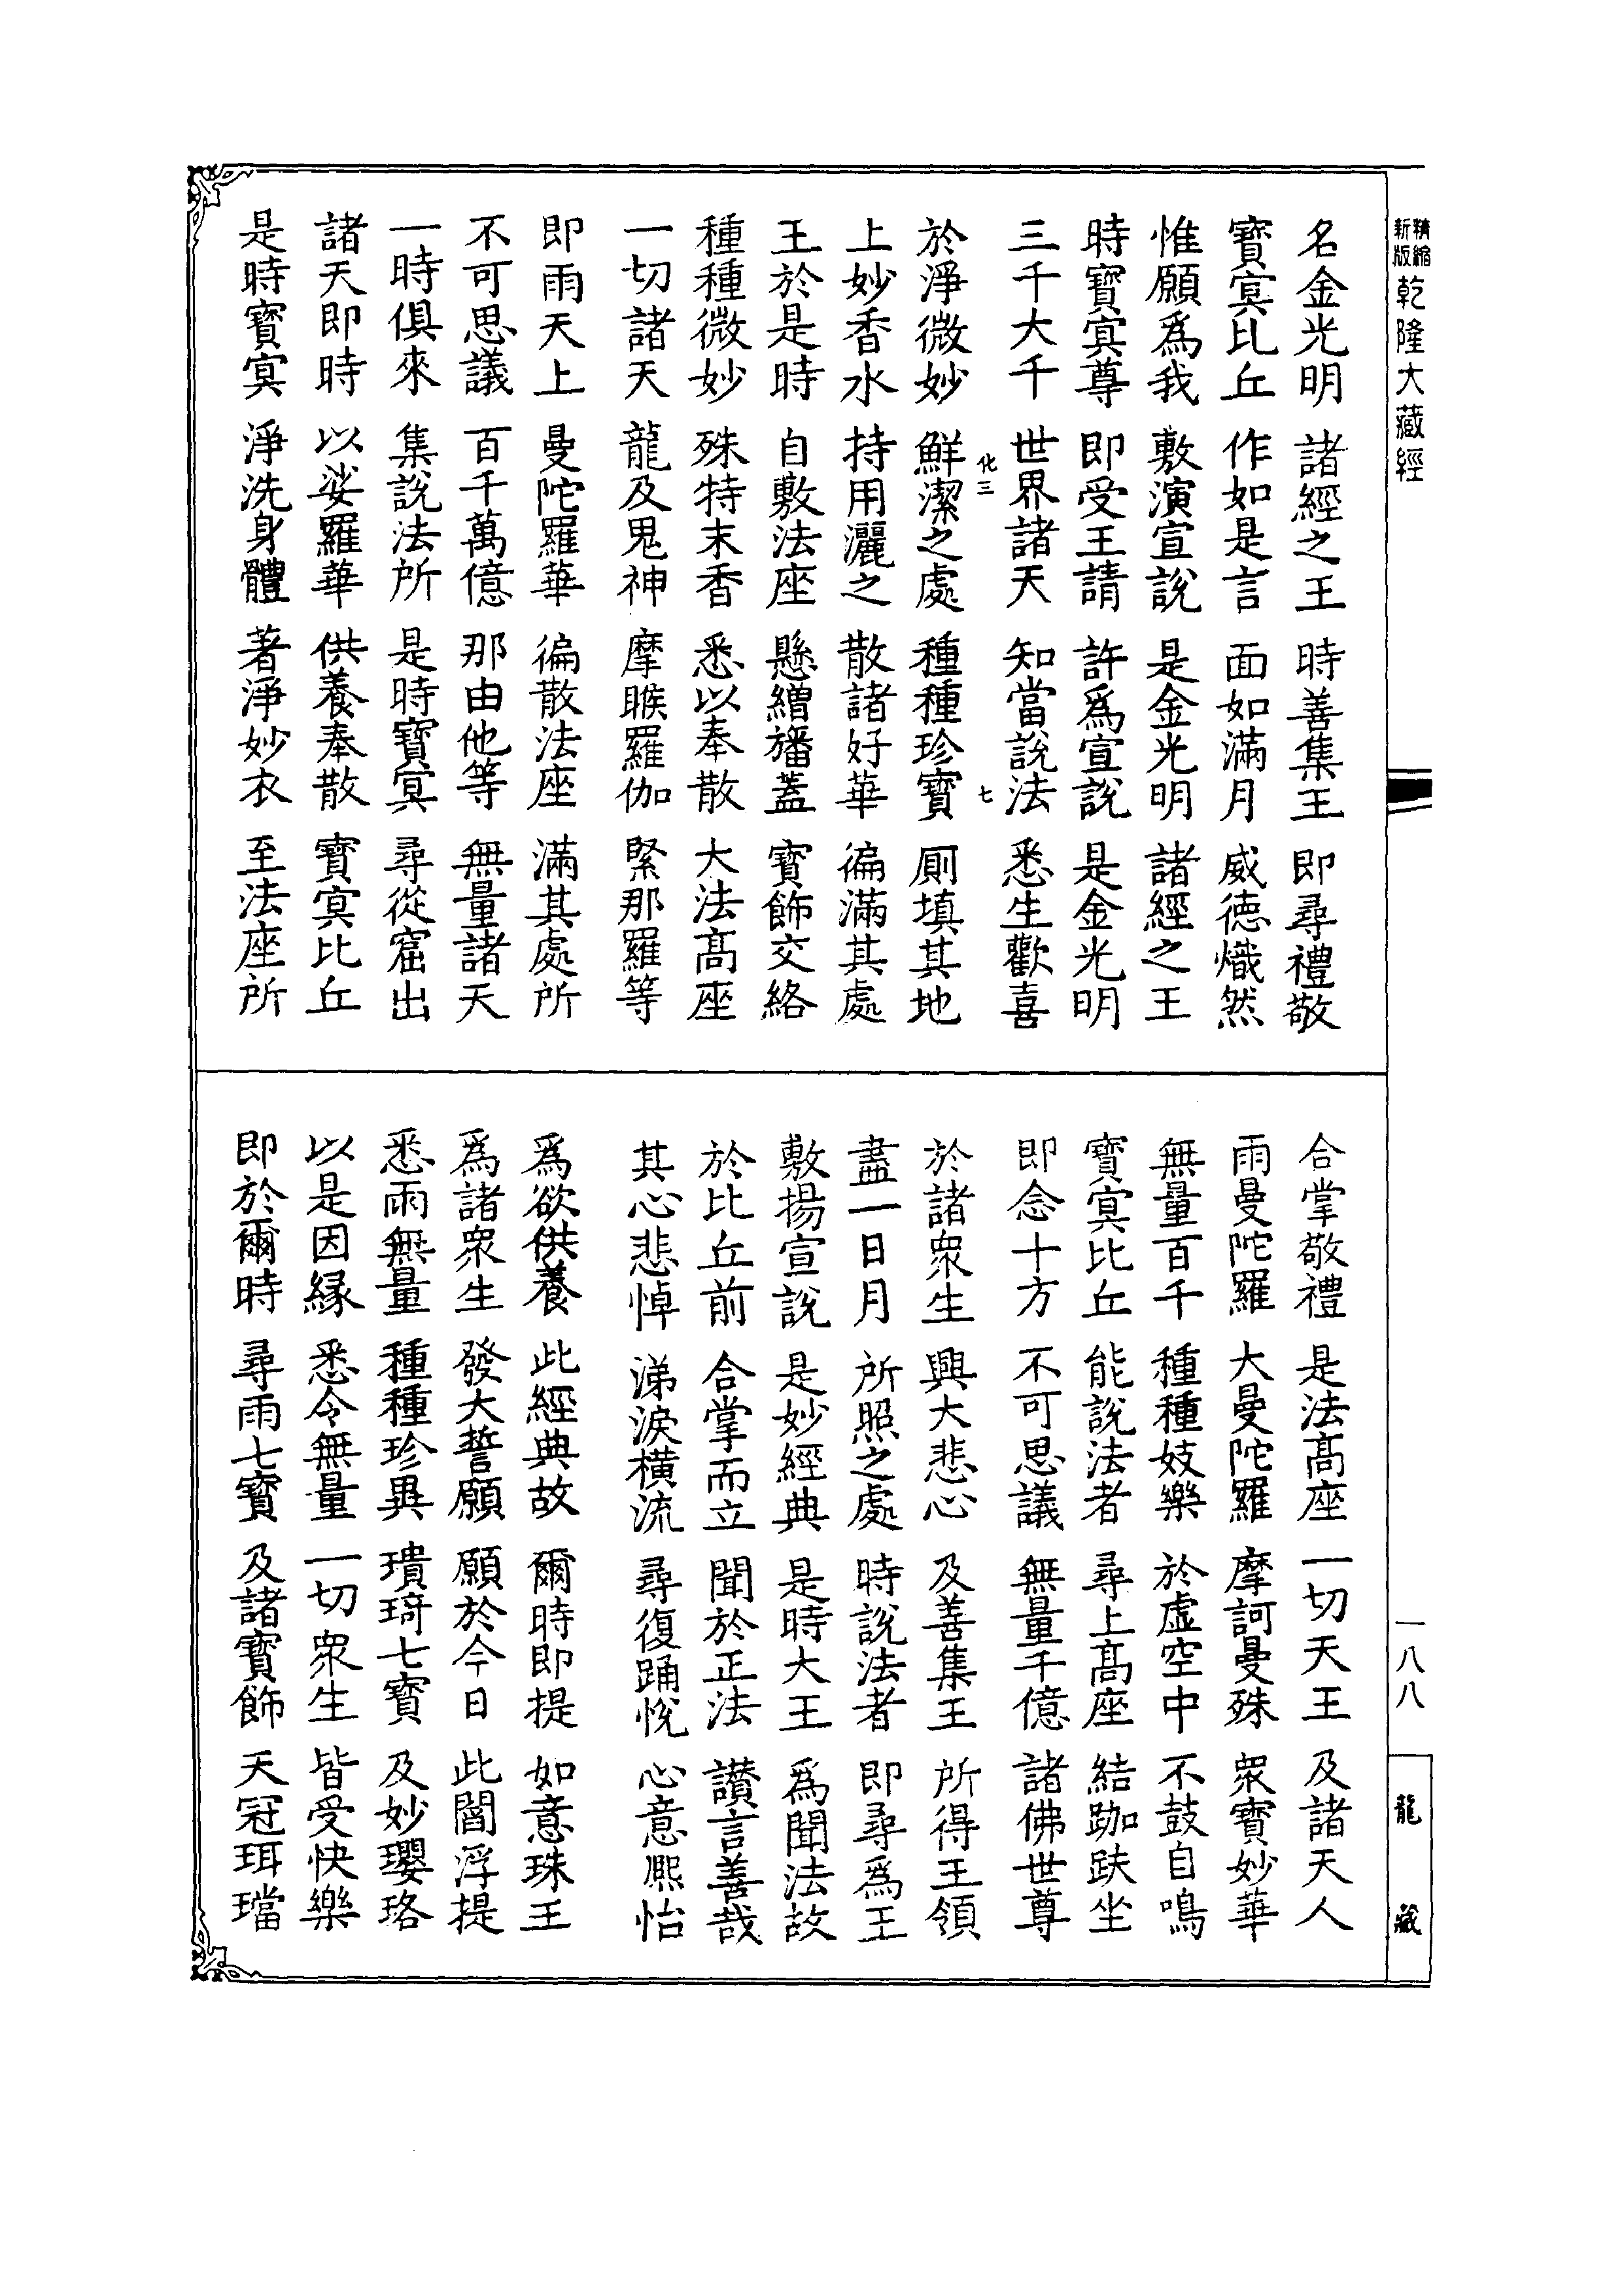 精縮新版乾隆大藏經
一八八
龍藏
名金光明 諸經之王 時善集王 即尋禮敬
寶冥比丘 作如是言 面如滿月 威德熾然
惟願爲我 敷演宣說 是金光明 諸經之王
時寶冥尊 即受王請 許爲宣說 是金光明
三千大千 世界諸天 知當說法 悉生歡喜
化三 七
於淨微妙 鮮潔之處 種種珍寶 廁填其地
上妙香水 持用灑之 散諸好華 徧滿其處
王於是時 自敷法座 懸繒旛蓋 寶飾交絡
種種微妙 殊特末香 悉以奉散 大法高座
一切諸天 龍及鬼神 摩睺羅伽 緊那羅等
即雨天上 曼陀羅華 徧散法座 滿其處所
不可思議 百千萬億 那由他等 無量諸天
一時俱來 集說法所 是時寶冥 尋從窟出
諸天即時 以娑羅華 供養奉散 寶冥比丘
是時寶冥 淨洗身體 著淨妙衣 至法座所
合掌敬禮 是法高座 一切天王 及諸天人
雨曼陀羅 大曼陀羅 摩訶曼殊 衆寶妙華
無量百千 種種妓樂 於虛空中 不鼓自鳴
寶冥比丘 能說法者 尋上高座 結跏趺坐
即念十方 不可思議 無量千億 諸佛世尊
於諸衆生 興大悲心 及善集王 所得王領
盡一日月 所照之處 時說法者 即尋爲王
敷揚宣說 是妙經典 是時大王 爲聞法故
於比丘前 合掌而立 聞於正法 讃言善哉
其心悲悼 涕淚橫流 尋復踊悅 心意熙怡
爲欲供養 此經典故 爾時即提 如意珠王
爲諸衆生 發大誓願 願於今日 此閻浮提
悉雨無量 種種珍異 瓌琦七寶 及妙瓔珞
以是因緣 悉令無量 一切衆生 皆受快樂
即於爾時 尋雨七寶 及諸寶飾 天冠珥璫